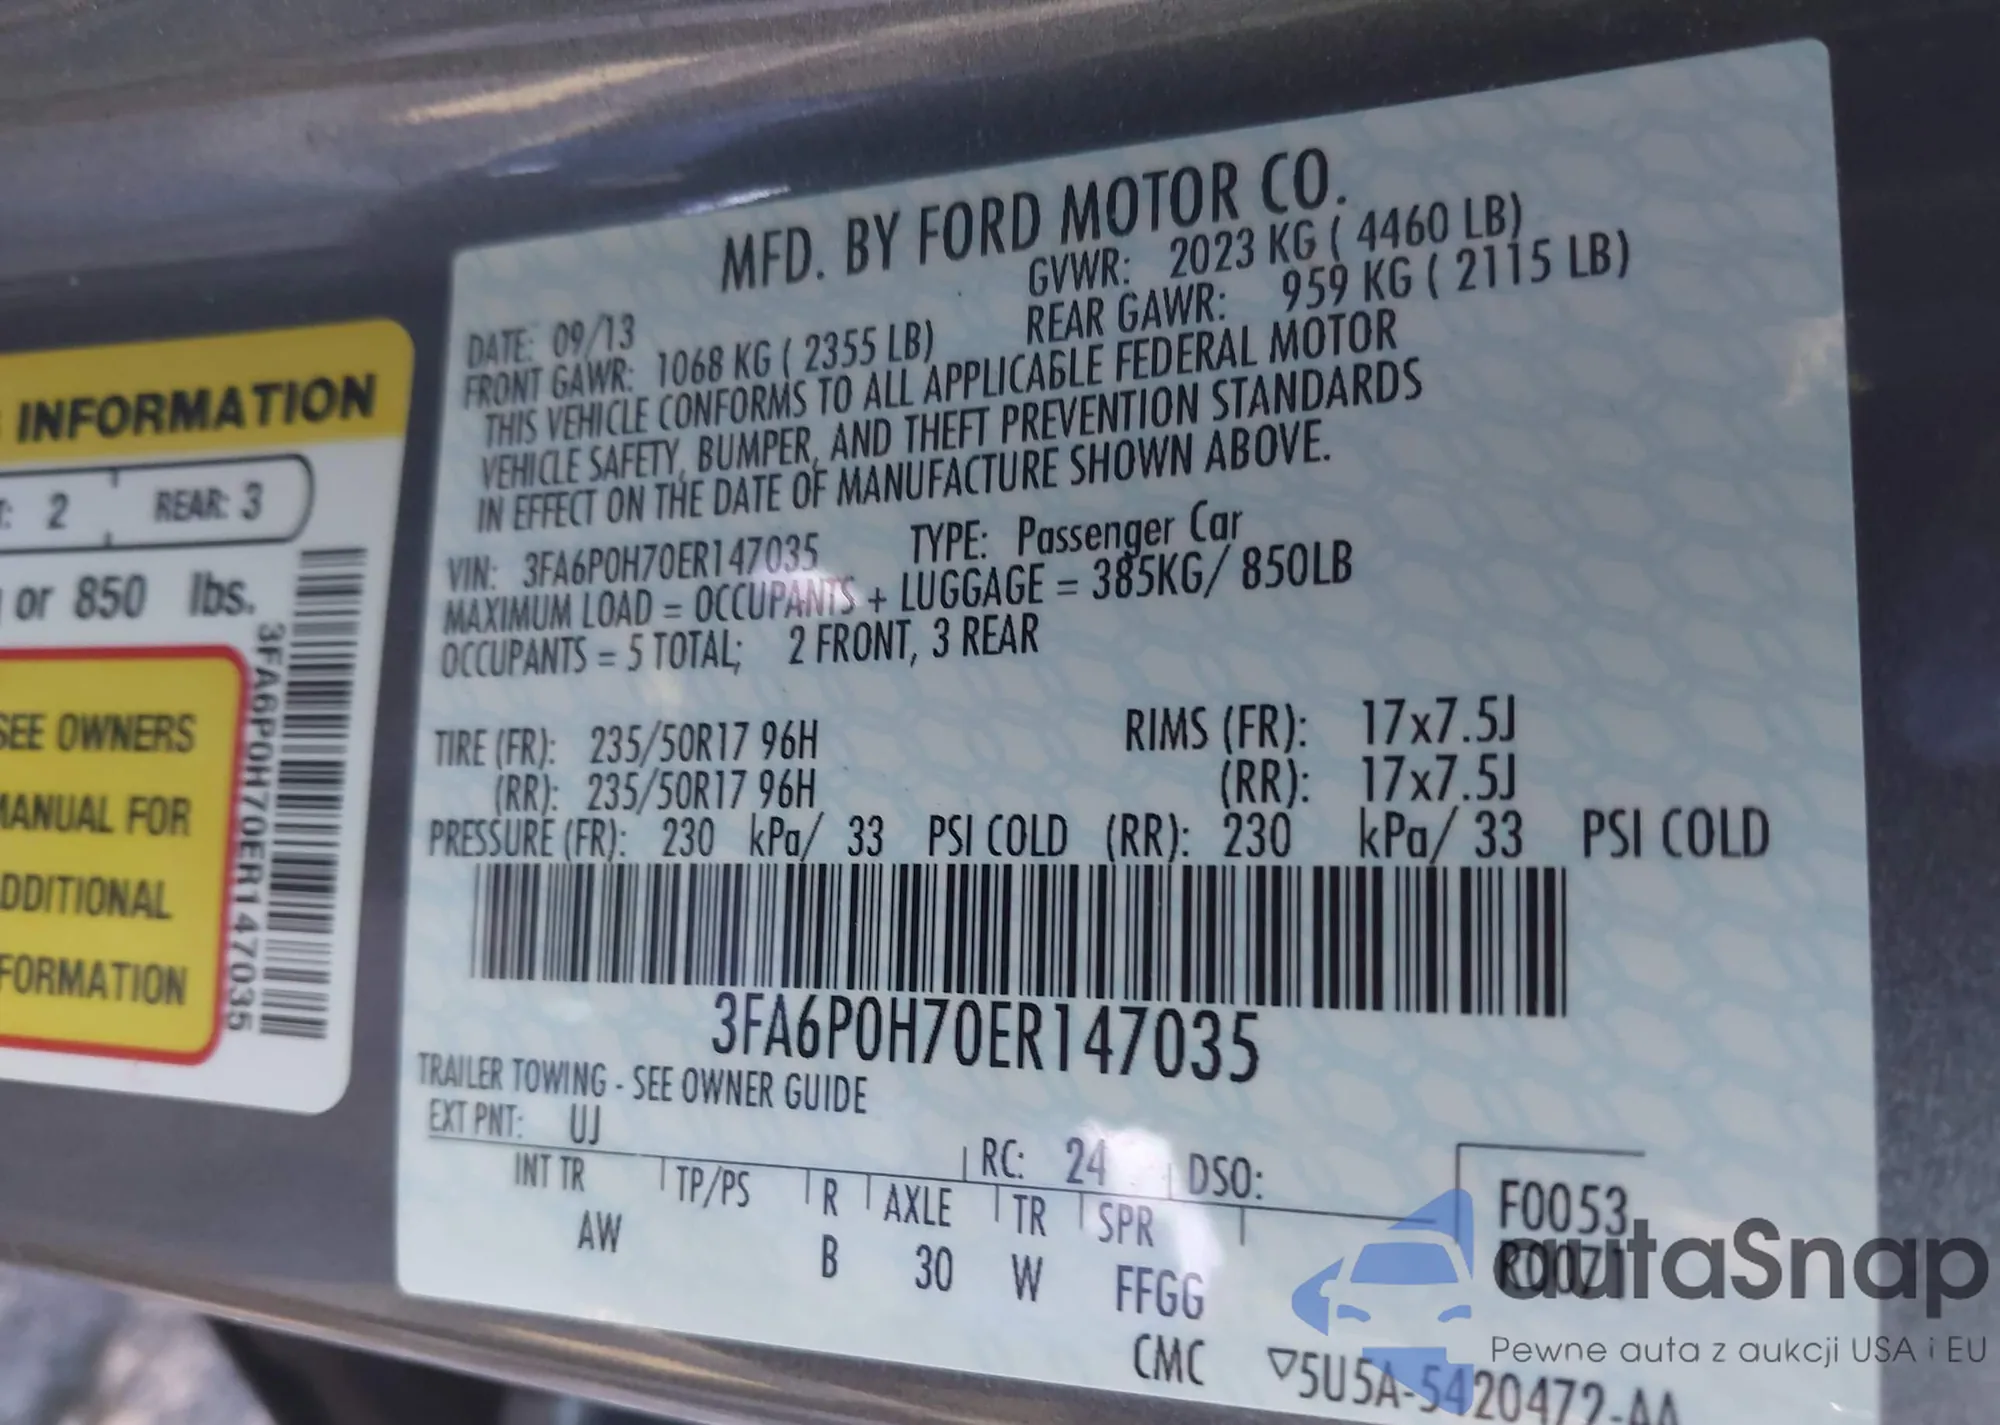 INFORMATION
2 REAR: 3
or 850 lbs.
SEE OWNERS
MANUAL FOR
ADDITIONAL
INFORMATION
3FA6P0H70ER147035
MFD. BY FORD MOTOR CO.
DATE: 09/13 GVWR: 2023 KG ( 4460 LB)
FRONT GAWR: 1068 KG ( 2355 LB) REAR GAWR: 959 KG ( 2115 LB)
THIS VEHICLE CONFORMS TO ALL APPLICABLE FEDERAL MOTOR
VEHICLE SAFETY, BUMPER, AND THEFT PREVENTION STANDARDS
IN EFFECT ON THE DATE OF MANUFACTURE SHOWN ABOVE.
VIN: 3FA6P0H70ER147035 TYPE: Passenger Car
MAXIMUM LOAD = OCCUPANTS + LUGGAGE = 385KG/ 850LB
OCCUPANTS = 5 TOTAL; 2 FRONT, 3 REAR
TIRE (FR): 235/50R17 96H RIMS (FR): 17x7.5J
(RR): 235/50R17 96H (RR): 17x7.5J
PRESSURE (FR): 230 kPa/ 33 PSI COLD (RR): 230 kPa/ 33 PSI COLD
3FA6P0H70ER147035
TRAILER TOWING - SEE OWNER GUIDE
EXT PNT: UJ RC: 24 DSO:
INT TR TP/PS R AXLE TR SPR
AW B 30 W FFGG
F0053
R0071
CMC ▽5U5A-5420472-AA
autaSnap
Pewne auta z aukcji USA i EU